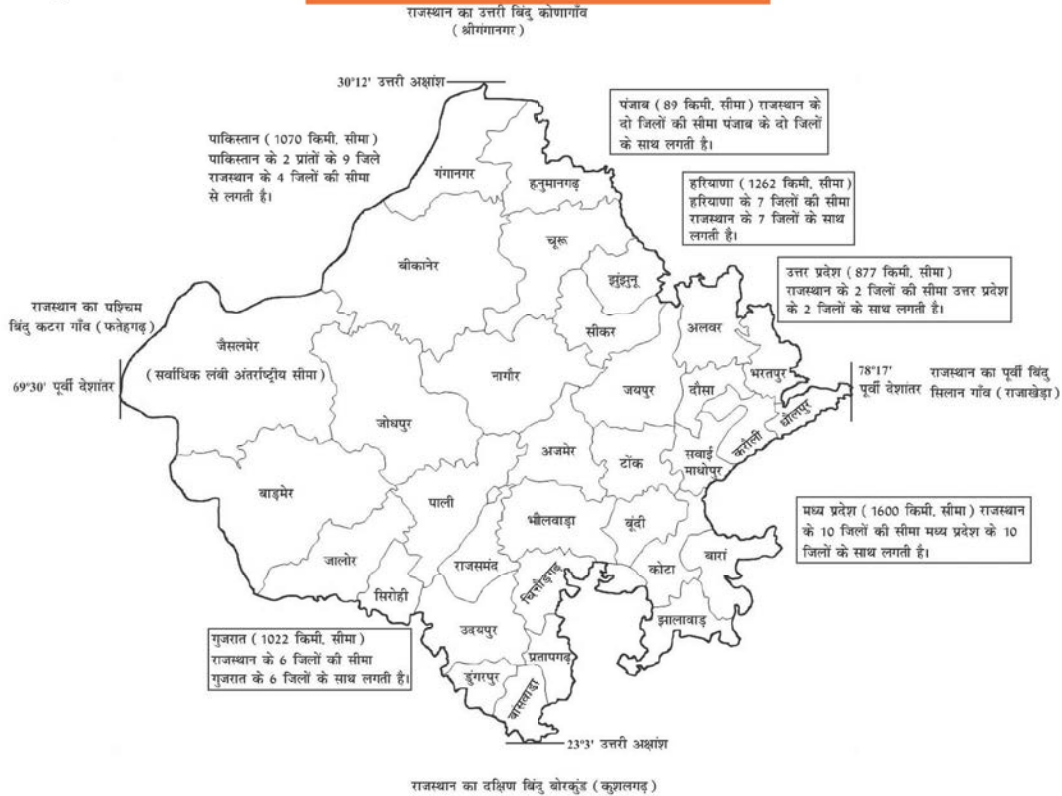 राजस्थान का उत्तरी बिंदु कोणागाँव
( श्रीगंगानगर )
30°12' उत्तरी अक्षांश
पंजाब ( 89 किमी. सीमा ) राजस्थान के
दो जिलों की सीमा पंजाब के दो जिलों
के साथ लगती है।
पाकिस्तान ( 1070 किमी. सीमा )
पाकिस्तान के 2 प्रांतों के 9 जिले
राजस्थान के 4 जिलों की सीमा
से लगती है।
गंगानगर
हनुमानगढ़
हरियाणा ( 1262 किमी. सीमा )
हरियाणा के 7 जिलों की सीमा
राजस्थान के 7 जिलों के साथ
लगती है।
चूरू
बीकानेर
झुंझुनू
उत्तर प्रदेश ( 877 किमी. सीमा )
राजस्थान के 2 जिलों की सीमा उत्तर प्रदेश
के 2 जिलों के साथ लगती है।
राजस्थान का पश्चिम
बिंदु कटरा गाँव ( फतेहगढ़ )
सीकर
अलवर
जैसलमेर
( सर्वाधिक लंबी अंतर्राष्ट्रीय सीमा )
69°30' पूर्वी देशांतर
नागौर
जयपुर
दौसा
भरतपुर
78°17'
पूर्वी देशांतर
राजस्थान का पूर्वी बिंदु
सिलान गाँव ( राजाखेड़ा )
धौलपुर
जोधपुर
करौली
अजमेर
टोंक
सवाई
माधोपुर
बाड़मेर
पाली
भीलवाड़ा
बूंदी
मध्य प्रदेश ( 1600 किमी. सीमा ) राजस्थान
के 10 जिलों की सीमा मध्य प्रदेश के 10
जिलों के साथ लगती है।
जालोर
राजसमंद
चित्तौड़गढ़
कोटा
बारां
सिरोही
झालावाड़
उदयपुर
गुजरात ( 1022 किमी. सीमा )
राजस्थान के 6 जिलों की सीमा
गुजरात के 6 जिलों के साथ लगती है।
प्रतापगढ़
डुंगरपुर
बांसवाड़ा
23°3' उत्तरी अक्षांश
राजस्थान का दक्षिण बिंदु बोरकुंड ( कुशलगढ़ )